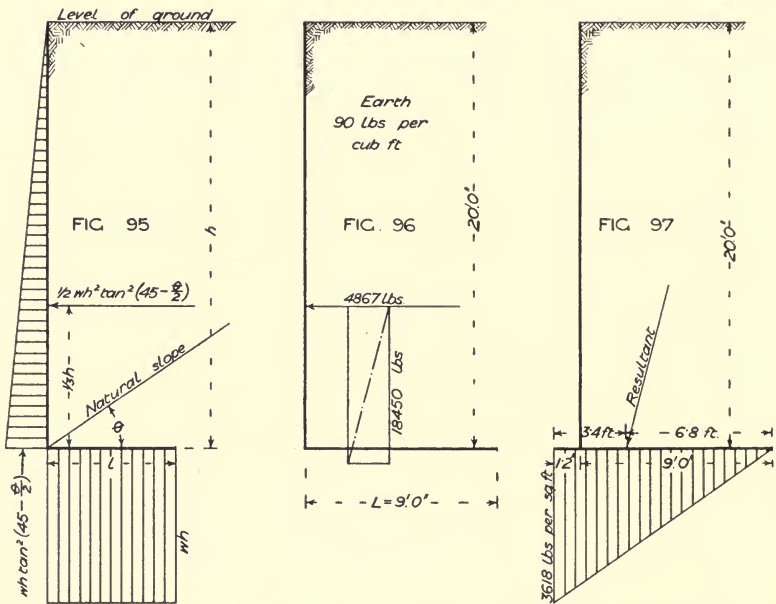 Level of ground
h
FIG 95
½ wh² tan² (45 - θ/2)
⅓h
Natural slope
θ
l
wh
wh tan² (45 - θ/2)
Earth
90 lbs per
cub ft
20'.0"
FIG. 96
4867 lbs
18450 lbs
L = 9'.0"
FIG 97
20'.0"
Resultant
3.4 ft.
6.8 ft.
1.2'
9'.0"
3618 lbs per sq ft